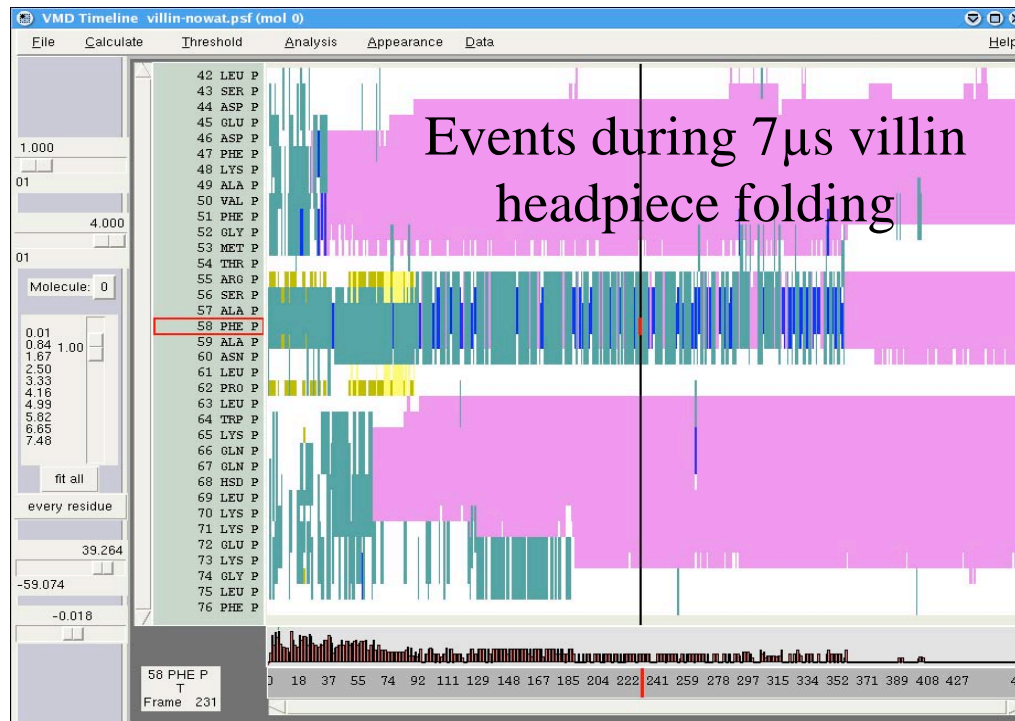 VMD Timeline villin-nowat.psf (mol 0)
File Calculate Threshold Analysis Appearance Data Help
42 LEU P
43 SER P
44 ASP P
45 GLU P
46 ASP P
47 PHE P
48 LYS P
49 ALA P
50 VAL P
51 PHE P
52 GLY P
53 MET P
54 THR P
55 ARG P
56 SER P
57 ALA P
58 PHE P
59 ALA P
60 ASN P
61 LEU P
62 PRO P
63 LEU P
64 TRP P
65 LYS P
66 GLN P
67 GLN P
68 HSD P
69 LEU P
70 LYS P
71 LYS P
72 GLU P
73 LYS P
74 GLY P
75 LEU P
76 PHE P
Events during 7µs villin
headpiece folding
1.000
01
4.000
01
Molecule: 0
0.01
0.84
1.00
1.67
2.50
3.33
4.16
4.99
5.82
6.65
7.48
fit all
every residue
39.264
-59.074
-0.018
58 PHE P
T
Frame 231
18 37 55 74 92 111 129 148 167 185 204 222 241 259 278 297 315 334 352 371 389 408 427